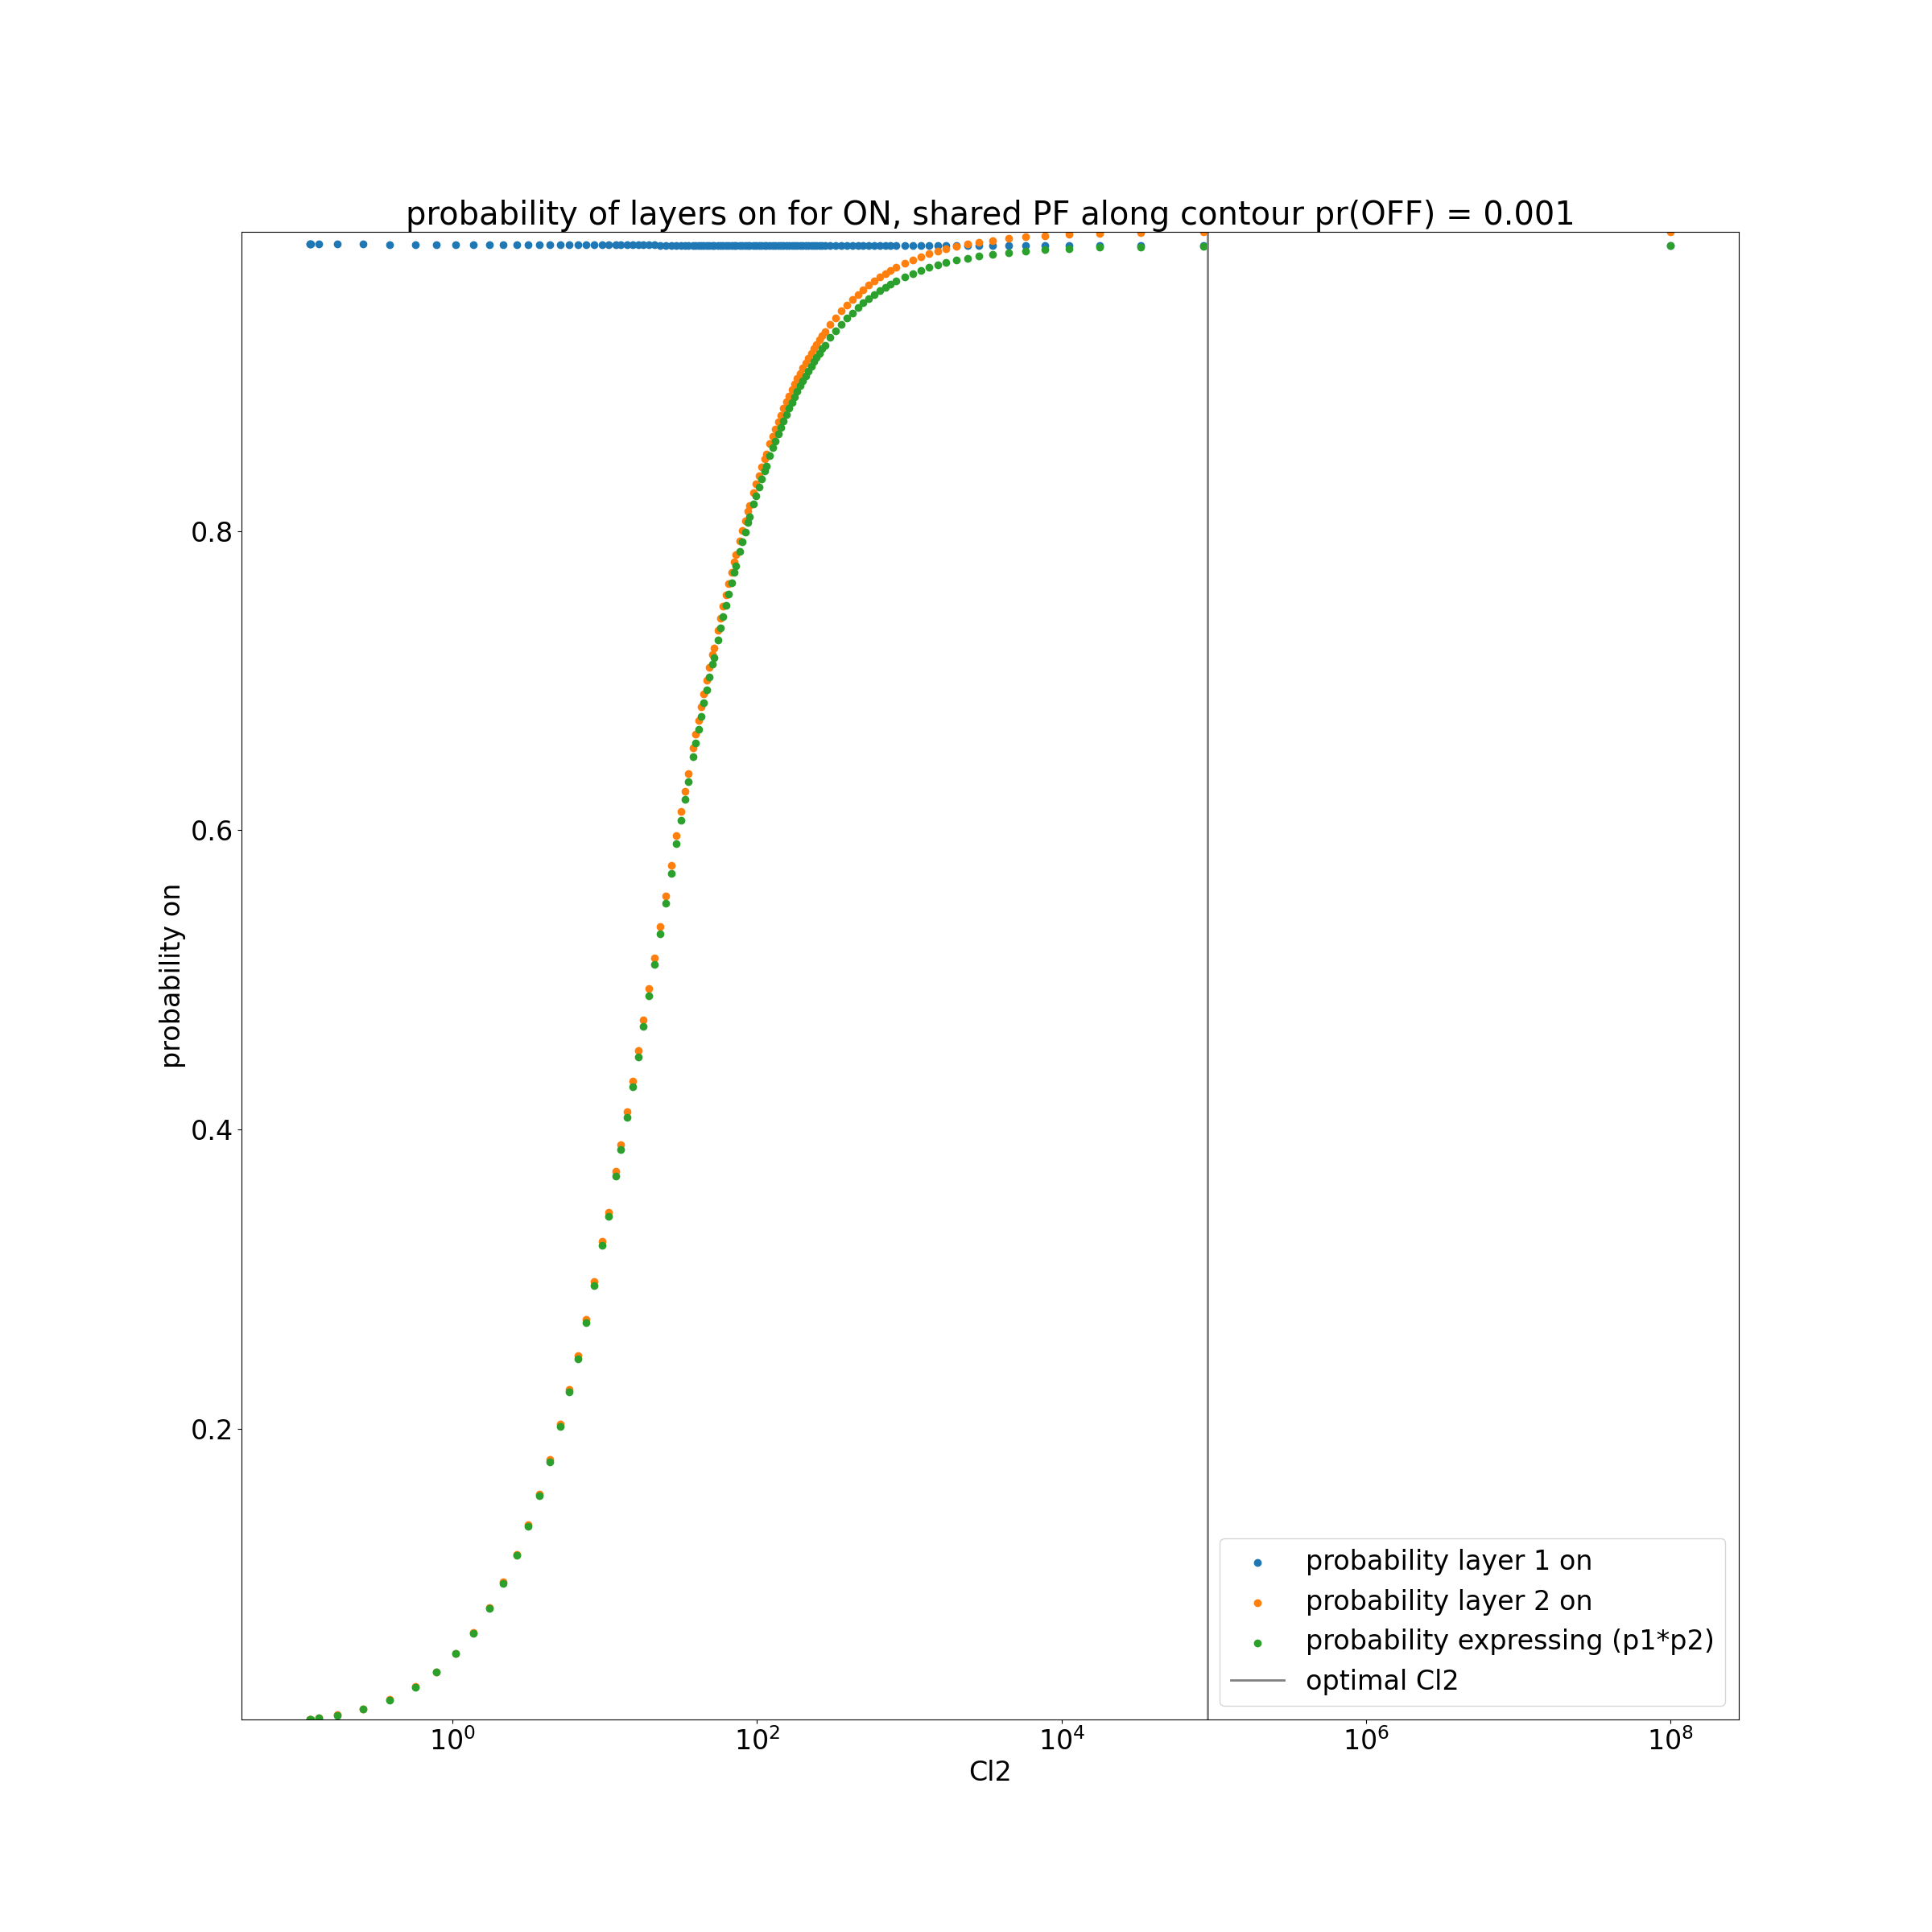 probability of layers on for ON, shared PF along contour pr(OFF) = 0.001
probability on
0.8
0.6
0.4
0.2
10⁰
10²
10⁴
10⁶
10⁸
Cl2
probability layer 1 on
probability layer 2 on
probability expressing (p1*p2)
optimal Cl2